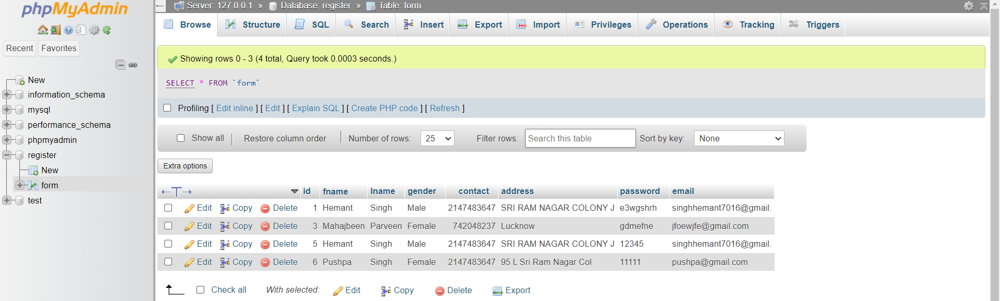 phpMyAdmin
Recent Favorites
New
information_schema
mysql
performance_schema
phpmyadmin
register
New
form
test
Server: 127.0.0.1 » Database: register » Table: form
Browse Structure SQL Search Insert Export Import Privileges Operations Tracking Triggers
Showing rows 0 - 3 (4 total, Query took 0.0003 seconds.)
SELECT * FROM `form`
Profiling [ Edit inline ] [ Edit ] [ Explain SQL ] [ Create PHP code ] [ Refresh ]
Show all Restore column order Number of rows: 25 Filter rows: Search this table Sort by key: None
Extra options
←T→ id fname lname gender contact address password email
Edit Copy Delete 1 Hemant Singh Male 2147483647 SRI RAM NAGAR COLONY J e3wgshrh singhhemant7016@gmail.
Edit Copy Delete 3 Mahajbeen Parveen Female 742048237 Lucknow gdmefne jfoewjfe@gmail.com
Edit Copy Delete 5 Hemant Singh Male 2147483647 SRI RAM NAGAR COLONY J 12345 singhhemant7016@gmail.
Edit Copy Delete 6 Pushpa Singh Female 2147483647 95 L Sri Ram Nagar Col 11111 pushpa@gmail.com
Check all With selected: Edit Copy Delete Export